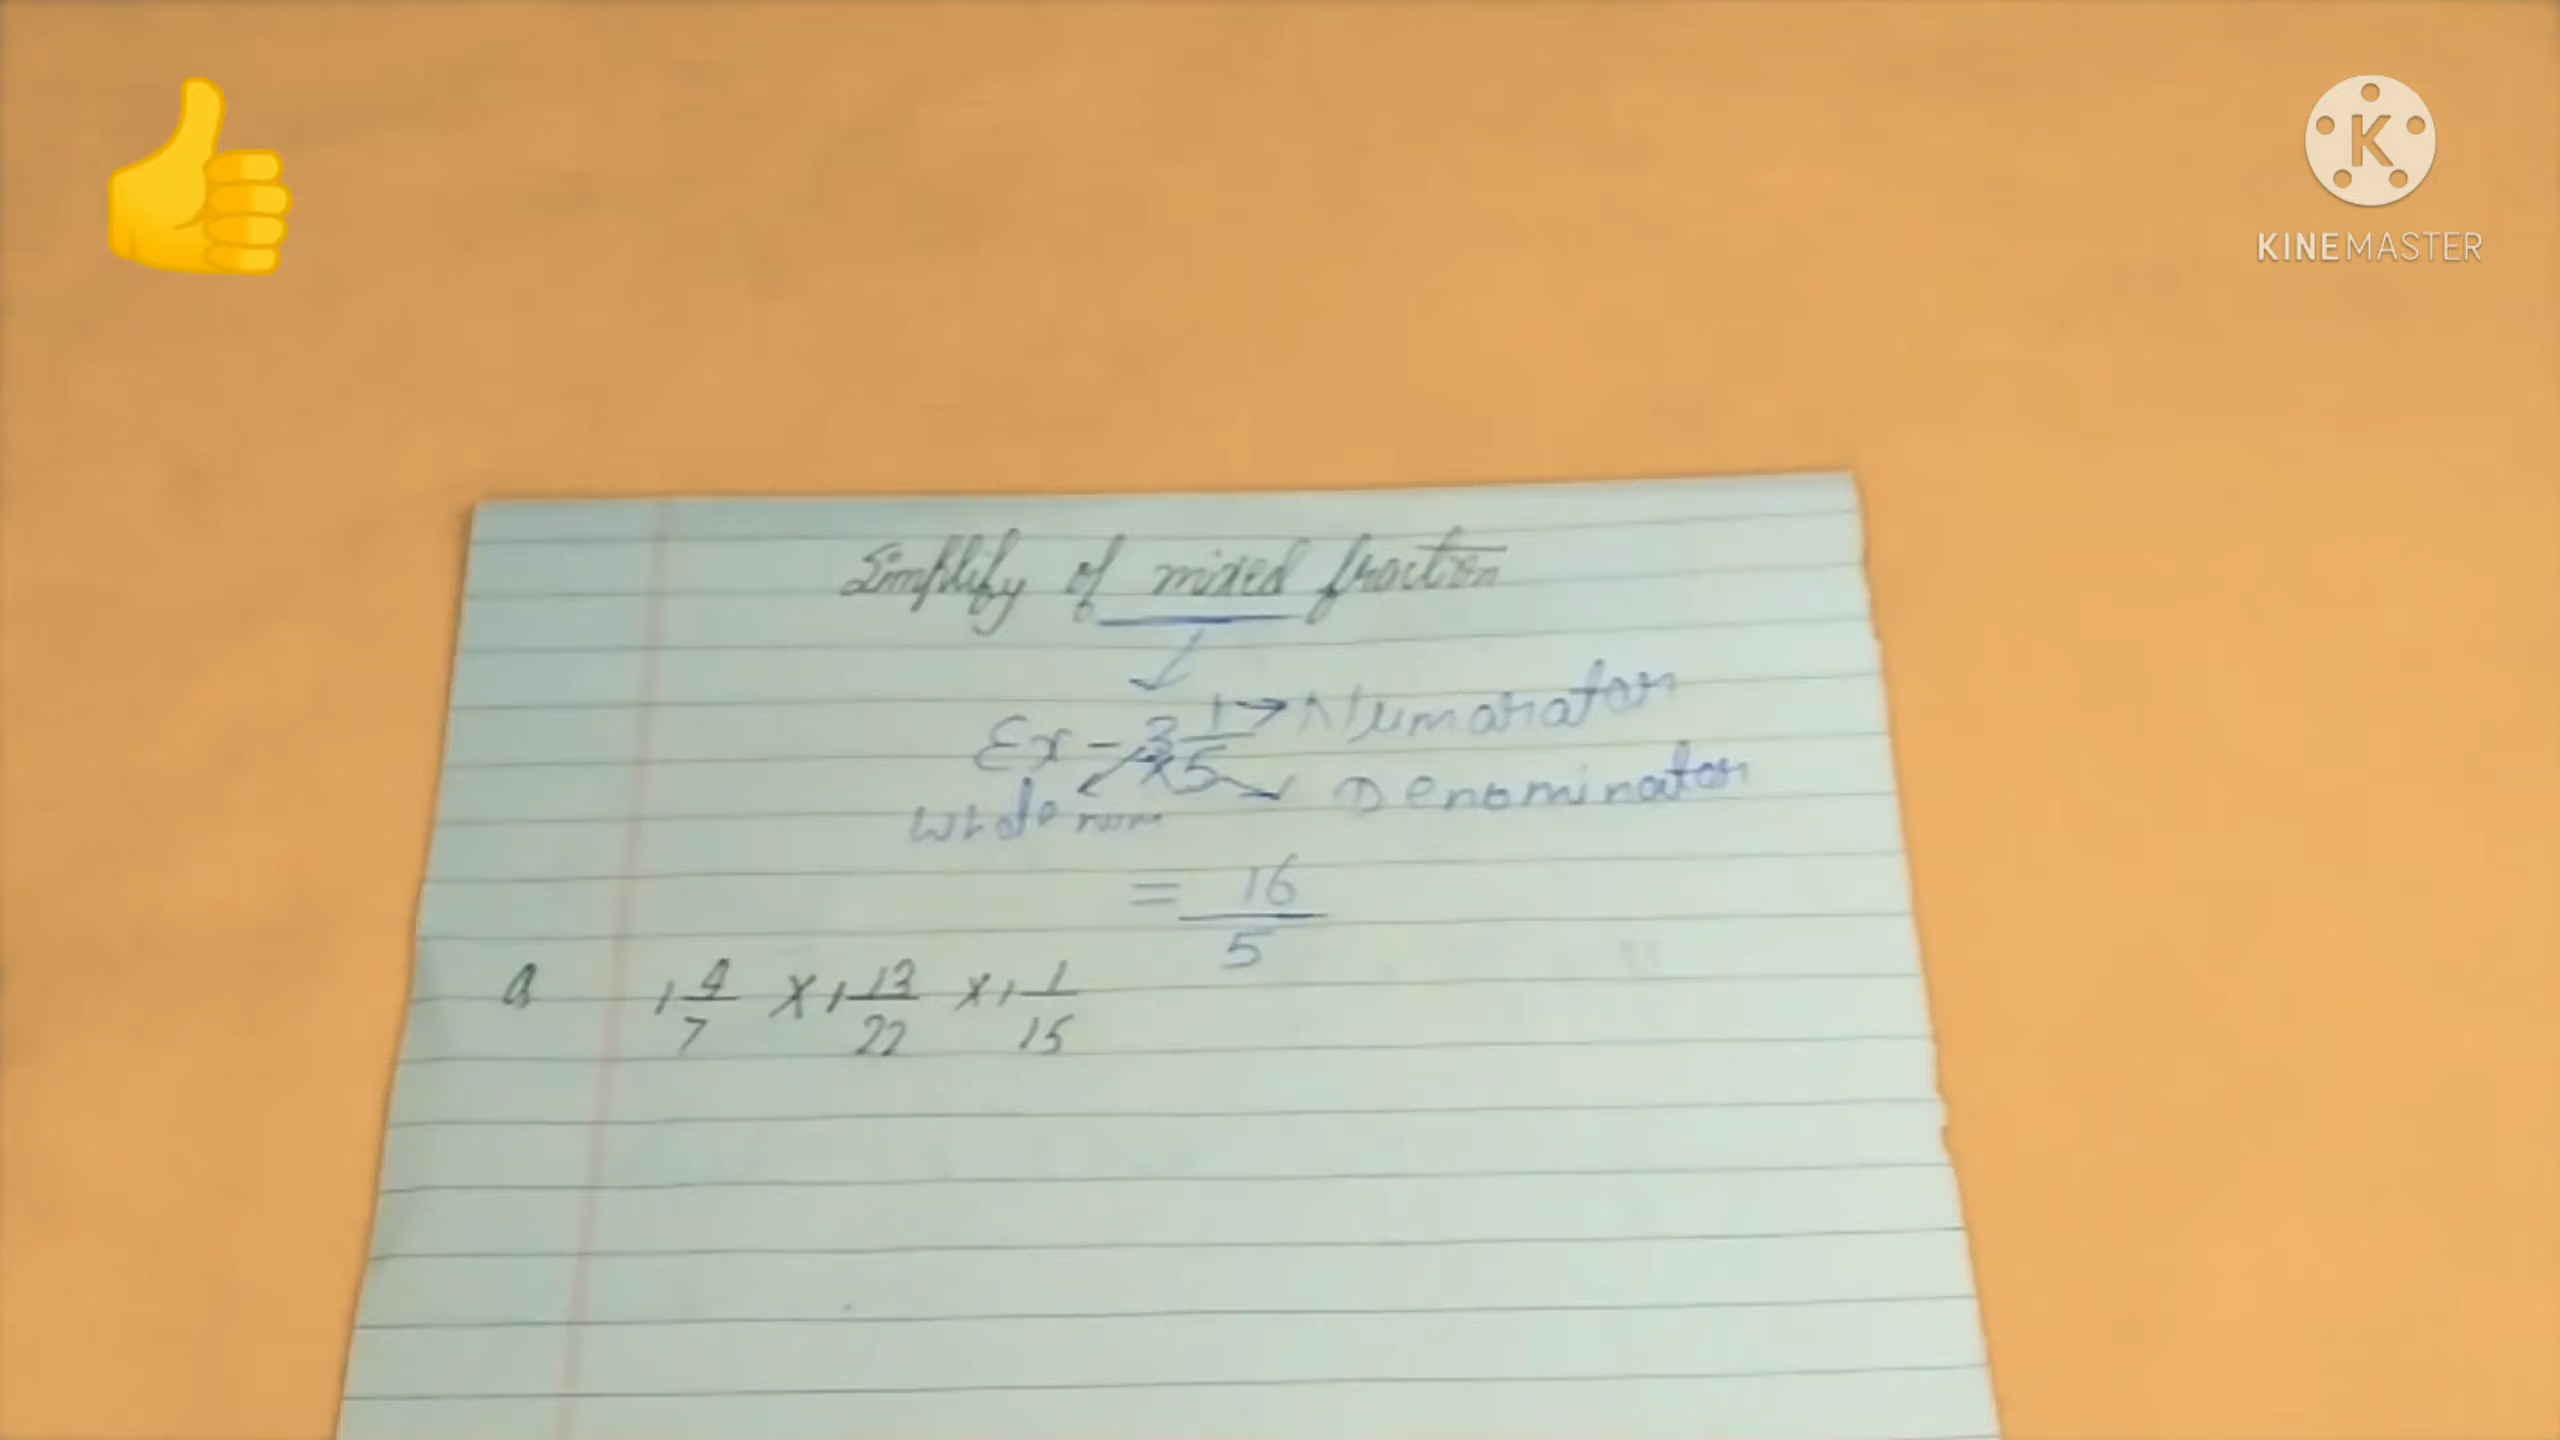 KINEMASTER
Simplify of mixed fraction
Ex - 3 1/5 → Numarator
× Denominator
Whole num
= 16/5
a 1 4/7 × 1 13/22 × 1 1/15